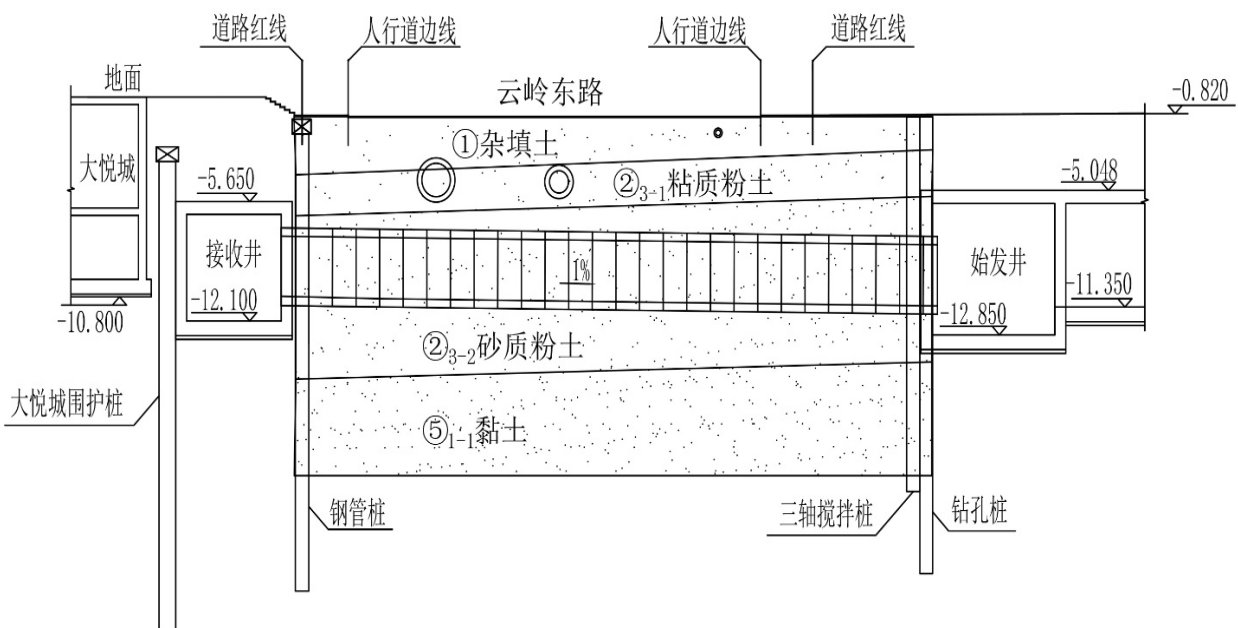 道路红线
人行道边线
人行道边线
道路红线
地面
云岭东路
-0.820
①杂填土
大悦城
-5.650
②3-1粘质粉土
-5.048
接收井
1%
始发井
-12.100
-11.350
-10.800
-12.850
②3-2砂质粉土
大悦城围护桩
⑤1-1黏土
钢管桩
三轴搅拌桩
钻孔桩